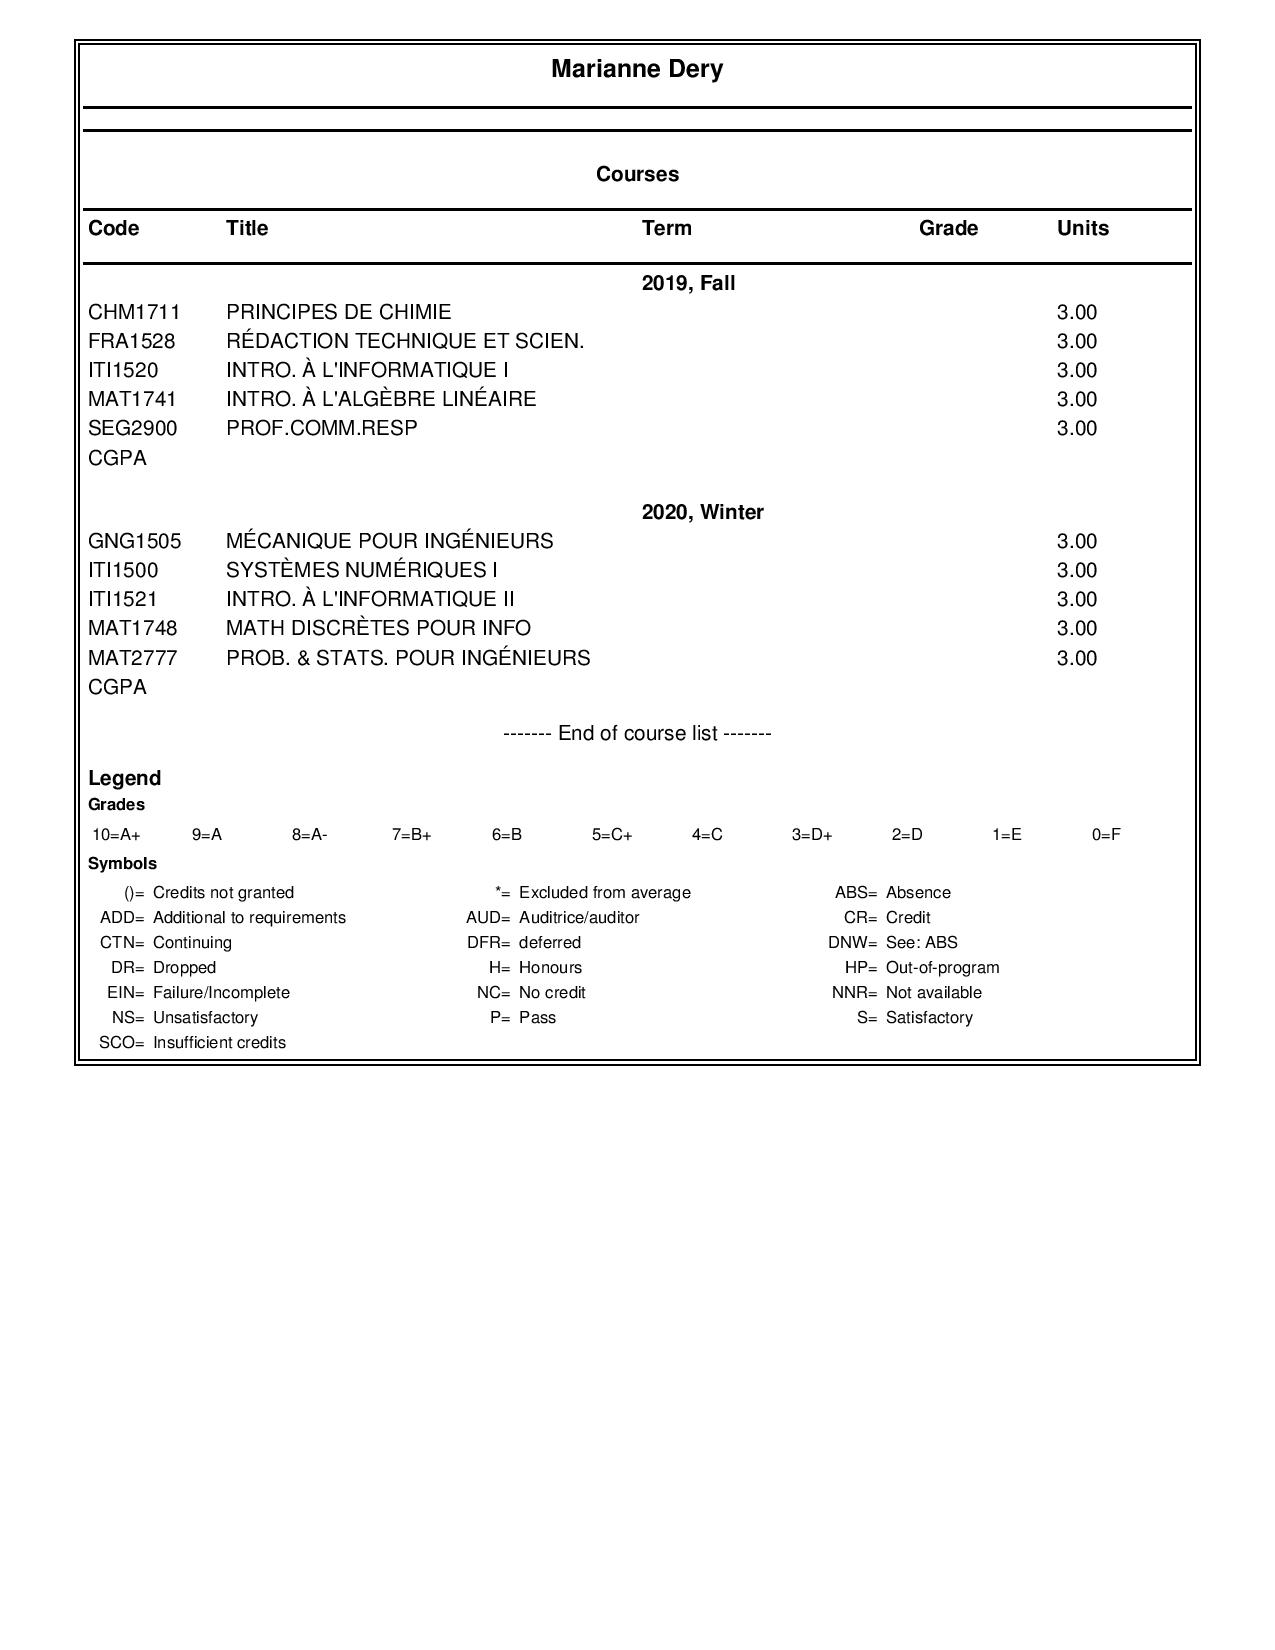 Marianne Dery
Courses
Code Title Term Grade Units
2019, Fall
CHM1711 PRINCIPES DE CHIMIE 3.00
FRA1528 RÉDACTION TECHNIQUE ET SCIEN. 3.00
ITI1520 INTRO. À L'INFORMATIQUE I 3.00
MAT1741 INTRO. À L'ALGÈBRE LINÉAIRE 3.00
SEG2900 PROF.COMM.RESP 3.00
CGPA
2020, Winter
GNG1505 MÉCANIQUE POUR INGÉNIEURS 3.00
ITI1500 SYSTÈMES NUMÉRIQUES I 3.00
ITI1521 INTRO. À L'INFORMATIQUE II 3.00
MAT1748 MATH DISCRÈTES POUR INFO 3.00
MAT2777 PROB. & STATS. POUR INGÉNIEURS 3.00
CGPA
------- End of course list -------
Legend
Grades
10=A+ 9=A 8=A- 7=B+ 6=B 5=C+ 4=C 3=D+ 2=D 1=E 0=F
Symbols
()= Credits not granted *= Excluded from average ABS= Absence
ADD= Additional to requirements AUD= Auditrice/auditor CR= Credit
CTN= Continuing DFR= deferred DNW= See: ABS
DR= Dropped H= Honours HP= Out-of-program
EIN= Failure/Incomplete NC= No credit NNR= Not available
NS= Unsatisfactory P= Pass S= Satisfactory
SCO= Insufficient credits